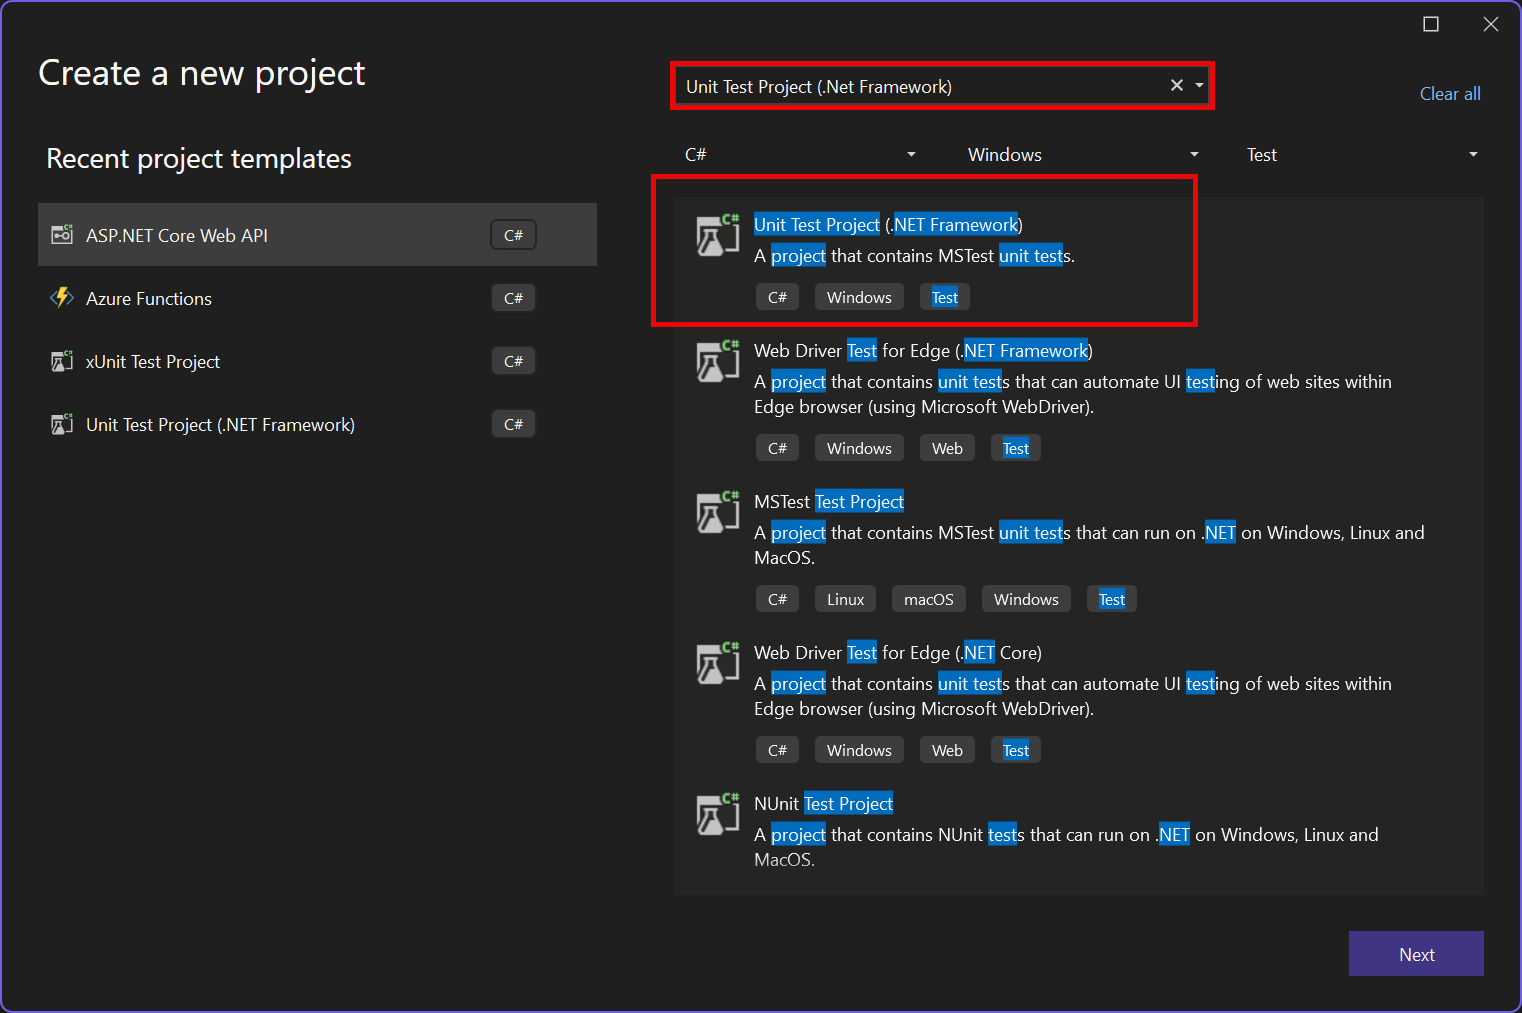 Create a new project
Unit Test Project (.Net Framework)
Clear all
C#
Windows
Test
Recent project templates
ASP.NET Core Web API
C#
Azure Functions
C#
xUnit Test Project
C#
Unit Test Project (.NET Framework)
C#
Unit Test Project (.NET Framework)
A project that contains MSTest unit tests.
C# Windows Test
Web Driver Test for Edge (.NET Framework)
A project that contains unit tests that can automate UI testing of web sites within
Edge browser (using Microsoft WebDriver).
C# Windows Web Test
MSTest Test Project
A project that contains MSTest unit tests that can run on .NET on Windows, Linux and
MacOS.
C# Linux macOS Windows Test
Web Driver Test for Edge (.NET Core)
A project that contains unit tests that can automate UI testing of web sites within
Edge browser (using Microsoft WebDriver).
C# Windows Web Test
NUnit Test Project
A project that contains NUnit tests that can run on .NET on Windows, Linux and
MacOS.
Next